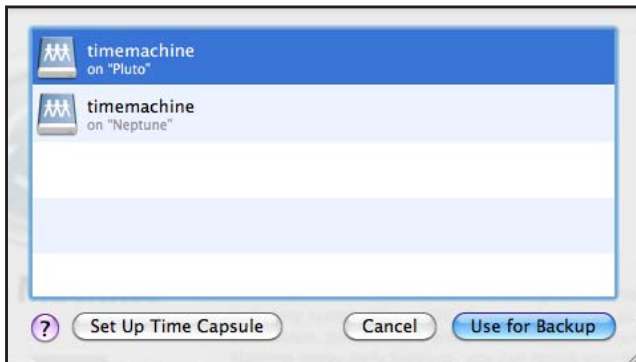 timemachine
on "Pluto"
timemachine
on "Neptune"
? Set Up Time Capsule Cancel Use for Backup